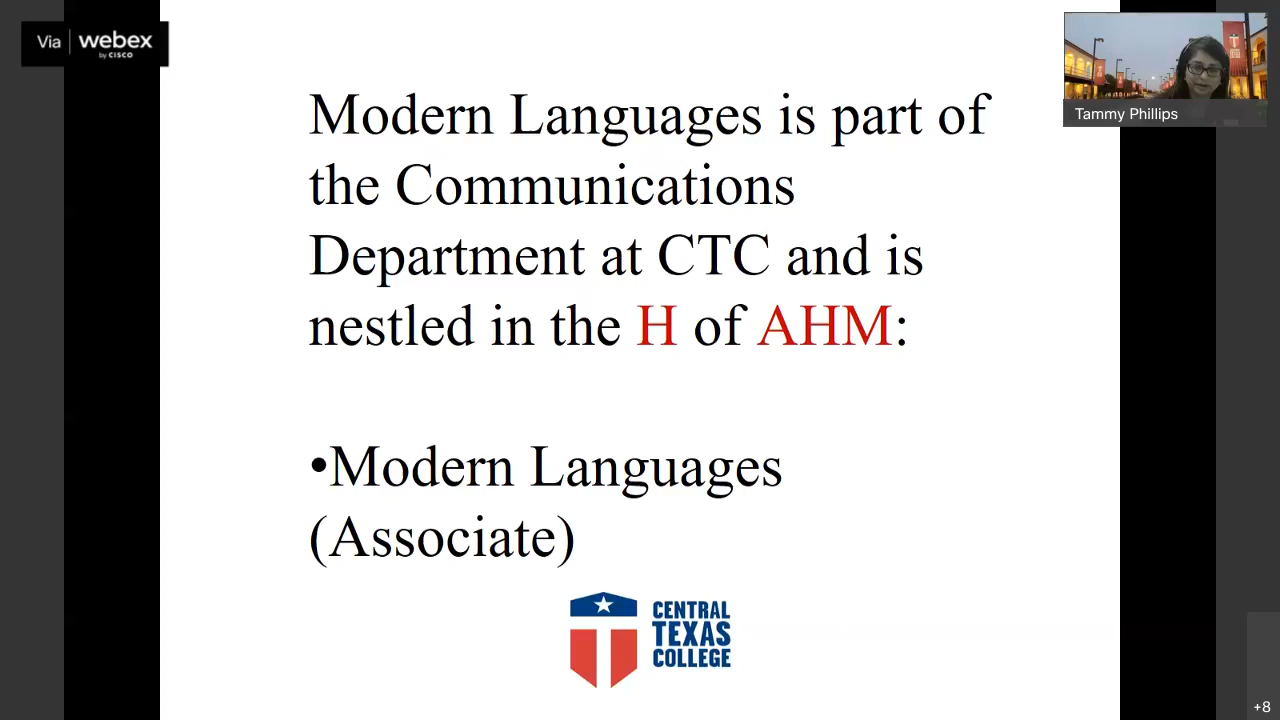 Via webex
by CISCO
Tammy Phillips
Modern Languages is part of
the Communications
Department at CTC and is
nestled in the H of AHM:
•Modern Languages
(Associate)
CENTRAL
TEXAS
COLLEGE
+8